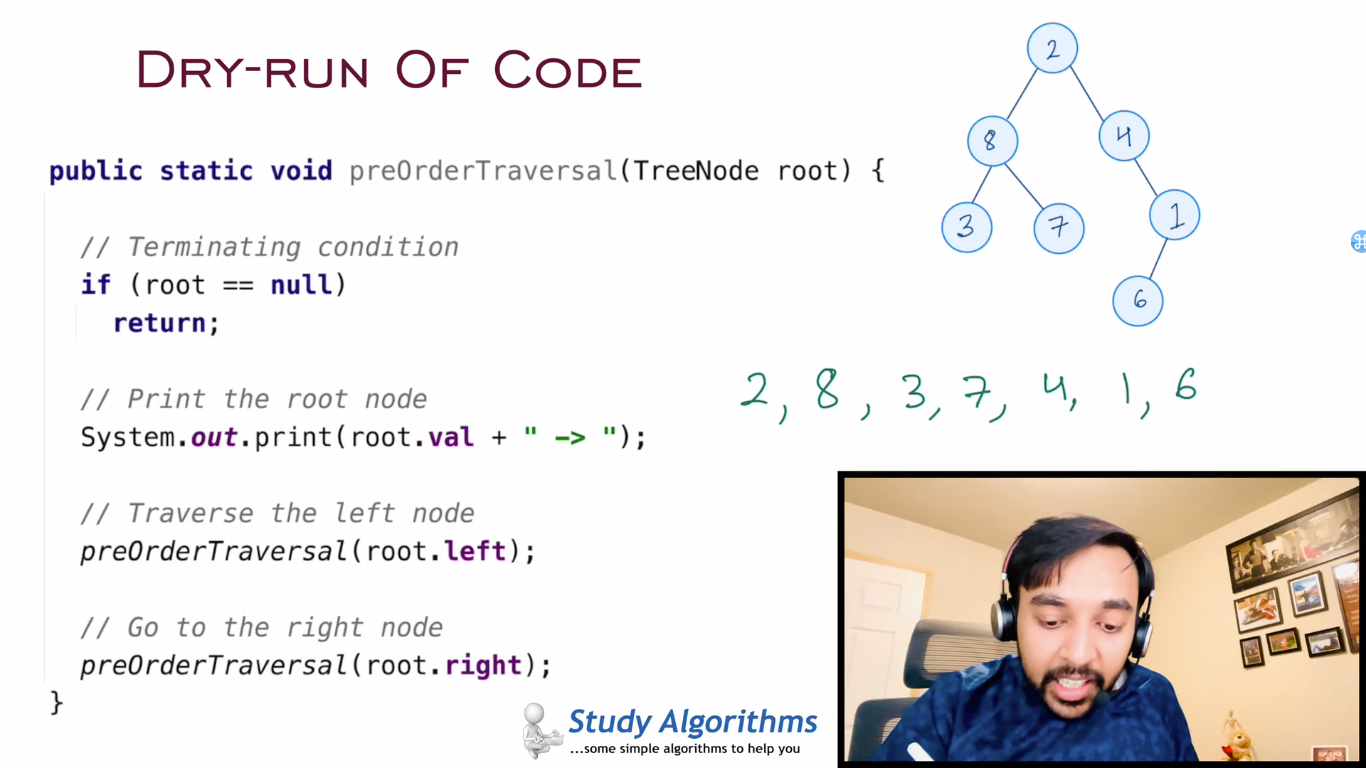 DRY-RUN OF CODE
public static void preOrderTraversal(TreeNode root) {
// Terminating condition
if (root == null)
return;
// Print the root node
System.out.print(root.val + " -> ");
// Traverse the left node
preOrderTraversal(root.left);
// Go to the right node
preOrderTraversal(root.right);
}
2
8
4
3
7
1
6
2, 8, 3, 7, 4, 1, 6
Study Algorithms
...some simple algorithms to help you